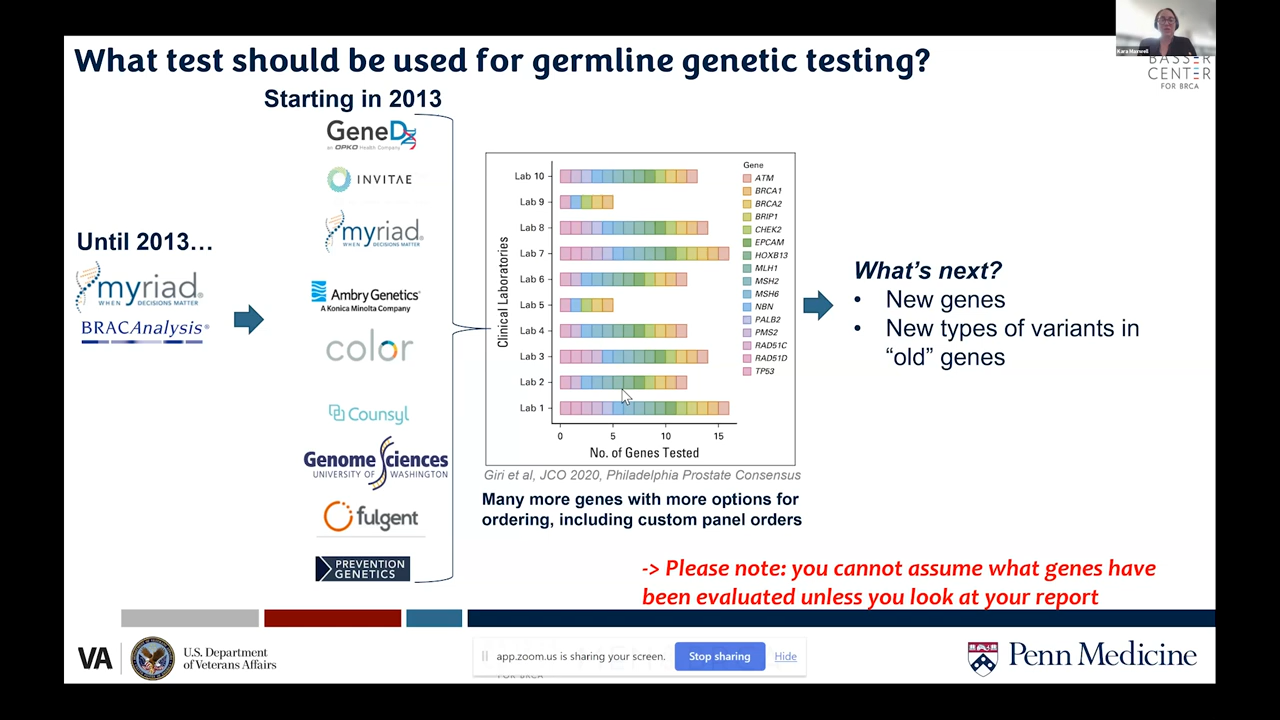 What test should be used for germline genetic testing?
Kara Maxwell
BASSER
CENTER
FOR BRCA
Starting in 2013
Until 2013…
myriad®
WHEN DECISIONS MATTER
BRACAnalysis®
GeneDx
an OPKO Health Company
INVITAE
myriad®
WHEN DECISIONS MATTER
Ambry Genetics®
A Konica Minolta Company
color
Counsyl
Genome Sciences
UNIVERSITY OF WASHINGTON
fulgent
PREVENTION
GENETICS
Clinical Laboratories
Lab 10
Lab 9
Lab 8
Lab 7
Lab 6
Lab 5
Lab 4
Lab 3
Lab 2
Lab 1
0 5 10 15
No. of Genes Tested
Gene
ATM
BRCA1
BRCA2
BRIP1
CHEK2
EPCAM
HOXB13
MLH1
MSH2
MSH6
NBN
PALB2
PMS2
RAD51C
RAD51D
TP53
Giri et al, JCO 2020, Philadelphia Prostate Consensus
Many more genes with more options for
ordering, including custom panel orders
What's next?
• New genes
• New types of variants in
“old” genes
-> Please note: you cannot assume what genes have
been evaluated unless you look at your report
VA
U.S. Department
of Veterans Affairs
app.zoom.us is sharing your screen.
Stop sharing
Hide
FOR BRCA
Penn Medicine